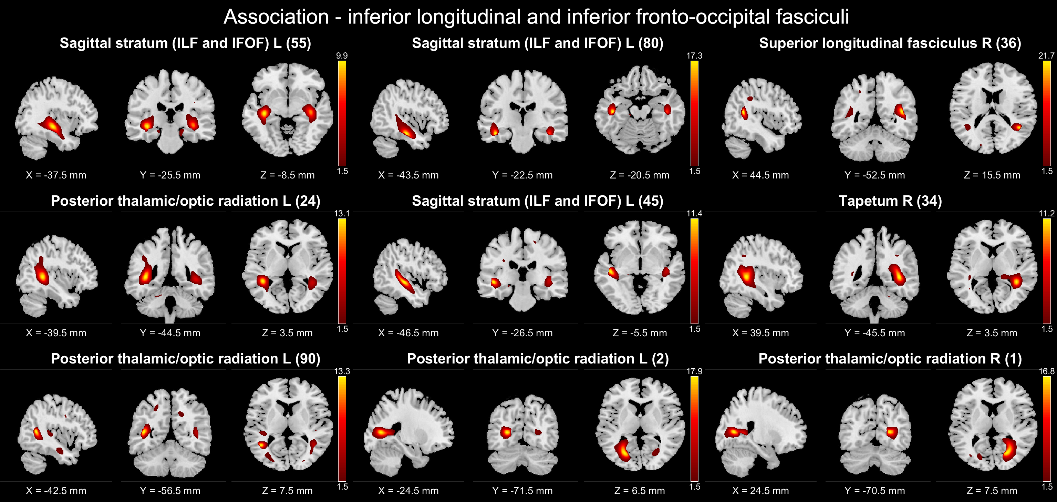 Association - inferior longitudinal and inferior fronto-occipital fasciculi
Sagittal stratum (ILF and IFOF) L (55)
9.9
1.5
X = -37.5 mm
Y = -25.5 mm
Z = -8.5 mm
Sagittal stratum (ILF and IFOF) L (80)
17.3
1.5
X = -43.5 mm
Y = -22.5 mm
Z = -20.5 mm
Superior longitudinal fasciculus R (36)
21.7
1.5
X = 44.5 mm
Y = -52.5 mm
Z = 15.5 mm
Posterior thalamic/optic radiation L (24)
13.1
1.5
X = -39.5 mm
Y = -44.5 mm
Z = 3.5 mm
Sagittal stratum (ILF and IFOF) L (45)
11.4
1.5
X = -46.5 mm
Y = -26.5 mm
Z = -5.5 mm
Tapetum R (34)
11.2
1.5
X = 39.5 mm
Y = -45.5 mm
Z = 3.5 mm
Posterior thalamic/optic radiation L (90)
13.3
1.5
X = -42.5 mm
Y = -56.5 mm
Z = 7.5 mm
Posterior thalamic/optic radiation L (2)
17.9
1.5
X = -24.5 mm
Y = -71.5 mm
Z = 6.5 mm
Posterior thalamic/optic radiation R (1)
16.8
1.5
X = 24.5 mm
Y = -70.5 mm
Z = 7.5 mm